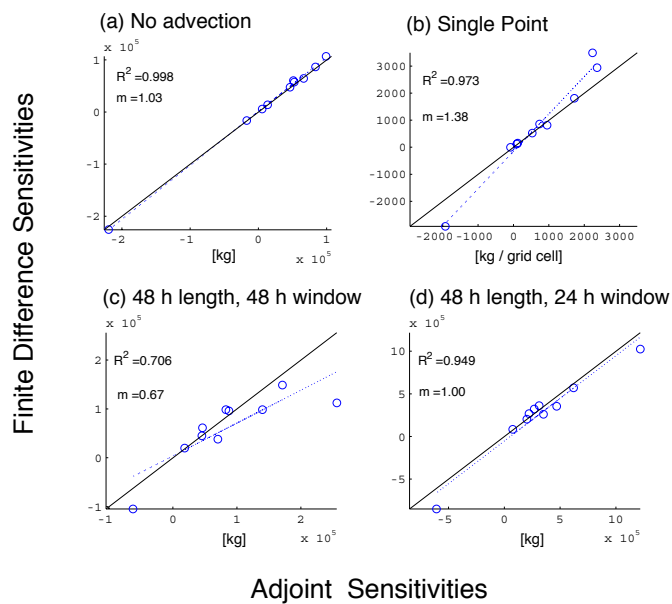 (a) No advection
x 10^5
1
0
-1
-2
R^2=0.998
m =1.03
-2
-1
0
1
[kg]
x 10^5
(b) Single Point
3000
2000
1000
0
-1000
-2000
R^2=0.973
m =1.38
-2000
-1000
0
1000
2000
3000
[kg / grid cell]
(c) 48 h length, 48 h window
x 10^5
2
1
0
-1
R^2=0.706
m =0.67
-1
0
1
2
[kg]
x 10^5
(d) 48 h length, 24 h window
x 10^5
10
5
0
-5
R^2=0.949
m =1.00
-5
0
5
10
[kg]
x 10^5
Finite Difference Sensitivities
Adjoint Sensitivities